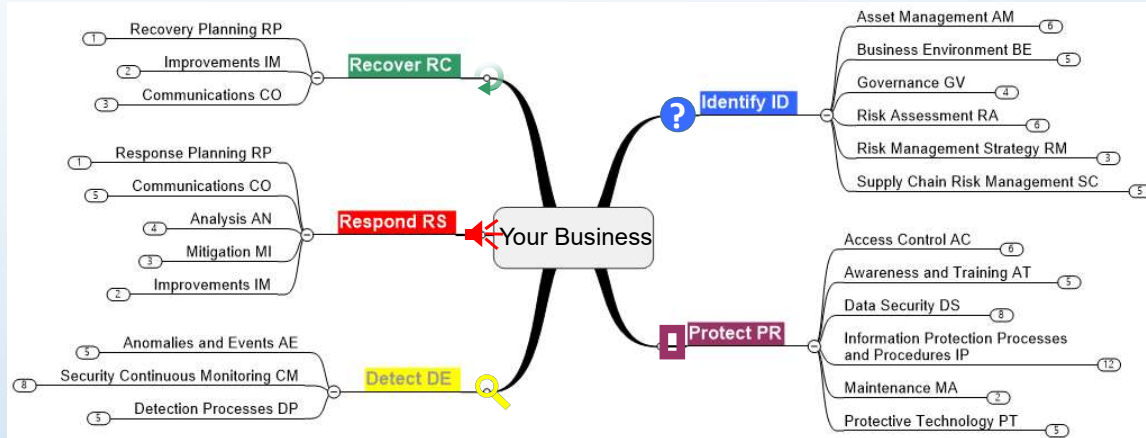 Recovery Planning RP
1
Improvements IM
2
Communications CO
3
Recover RC
Response Planning RP
1
Communications CO
5
Analysis AN
4
Mitigation MI
3
Improvements IM
2
Respond RS
Anomalies and Events AE
5
Security Continuous Monitoring CM
8
Detection Processes DP
5
Detect DE
Your Business
?
Identify ID
Asset Management AM
6
Business Environment BE
5
Governance GV
4
Risk Assessment RA
6
Risk Management Strategy RM
3
Supply Chain Risk Management SC
5
Protect PR
Access Control AC
6
Awareness and Training AT
5
Data Security DS
8
Information Protection Processes
and Procedures IP
12
Maintenance MA
2
Protective Technology PT
5